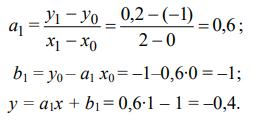 a₁ = (y₁ – y₀)/(x₁ – x₀) = (0,2 – (–1))/(2 – 0) = 0,6 ;
b₁ = y₀ – a₁ x₀ = –1–0,6·0 = –1;
y = a₁x + b₁ = 0,6·1 – 1 = –0,4.